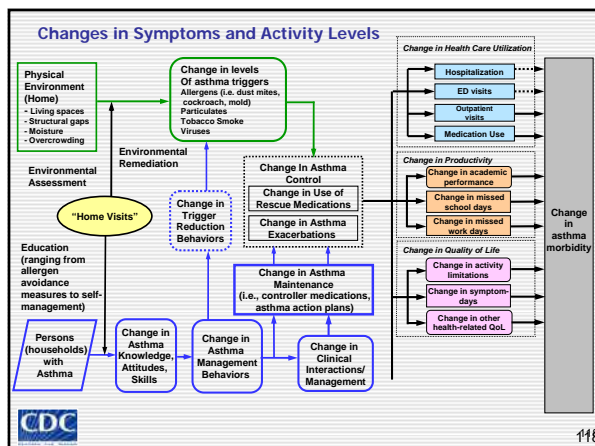 Changes in Symptoms and Activity Levels
Physical
Environment
(Home)
- Living spaces
- Structural gaps
- Moisture
- Overcrowding
Change in levels
Of asthma triggers
Allergens (i.e. dust mites,
cockroach, mold)
Particulates
Tobacco Smoke
Viruses
Environmental
Assessment
Environmental
Remediation
"Home Visits"
Education
(ranging from
allergen
avoidance
measures to self-
management)
Persons
(households)
with
Asthma
Change in
Asthma
Knowledge,
Attitudes,
Skills
Change in
Trigger
Reduction
Behaviors
Change in
Asthma
Management
Behaviors
Change In Asthma
Control
Change in Use of
Rescue Medications
Change in Asthma
Exacerbations
Change in Asthma
Maintenance
(i.e., controller medications,
asthma action plans)
Change in
Clinical
Interactions/
Management
Change in Health Care Utilization
Hospitalization
ED visits
Outpatient
visits
Medication Use
Change in Productivity
Change in academic
performance
Change in missed
school days
Change in missed
work days
Change in Quality of Life
Change in activity
limitations
Change in symptom-
days
Change in other
health-related QoL
Change
in
asthma
morbidity
CDC